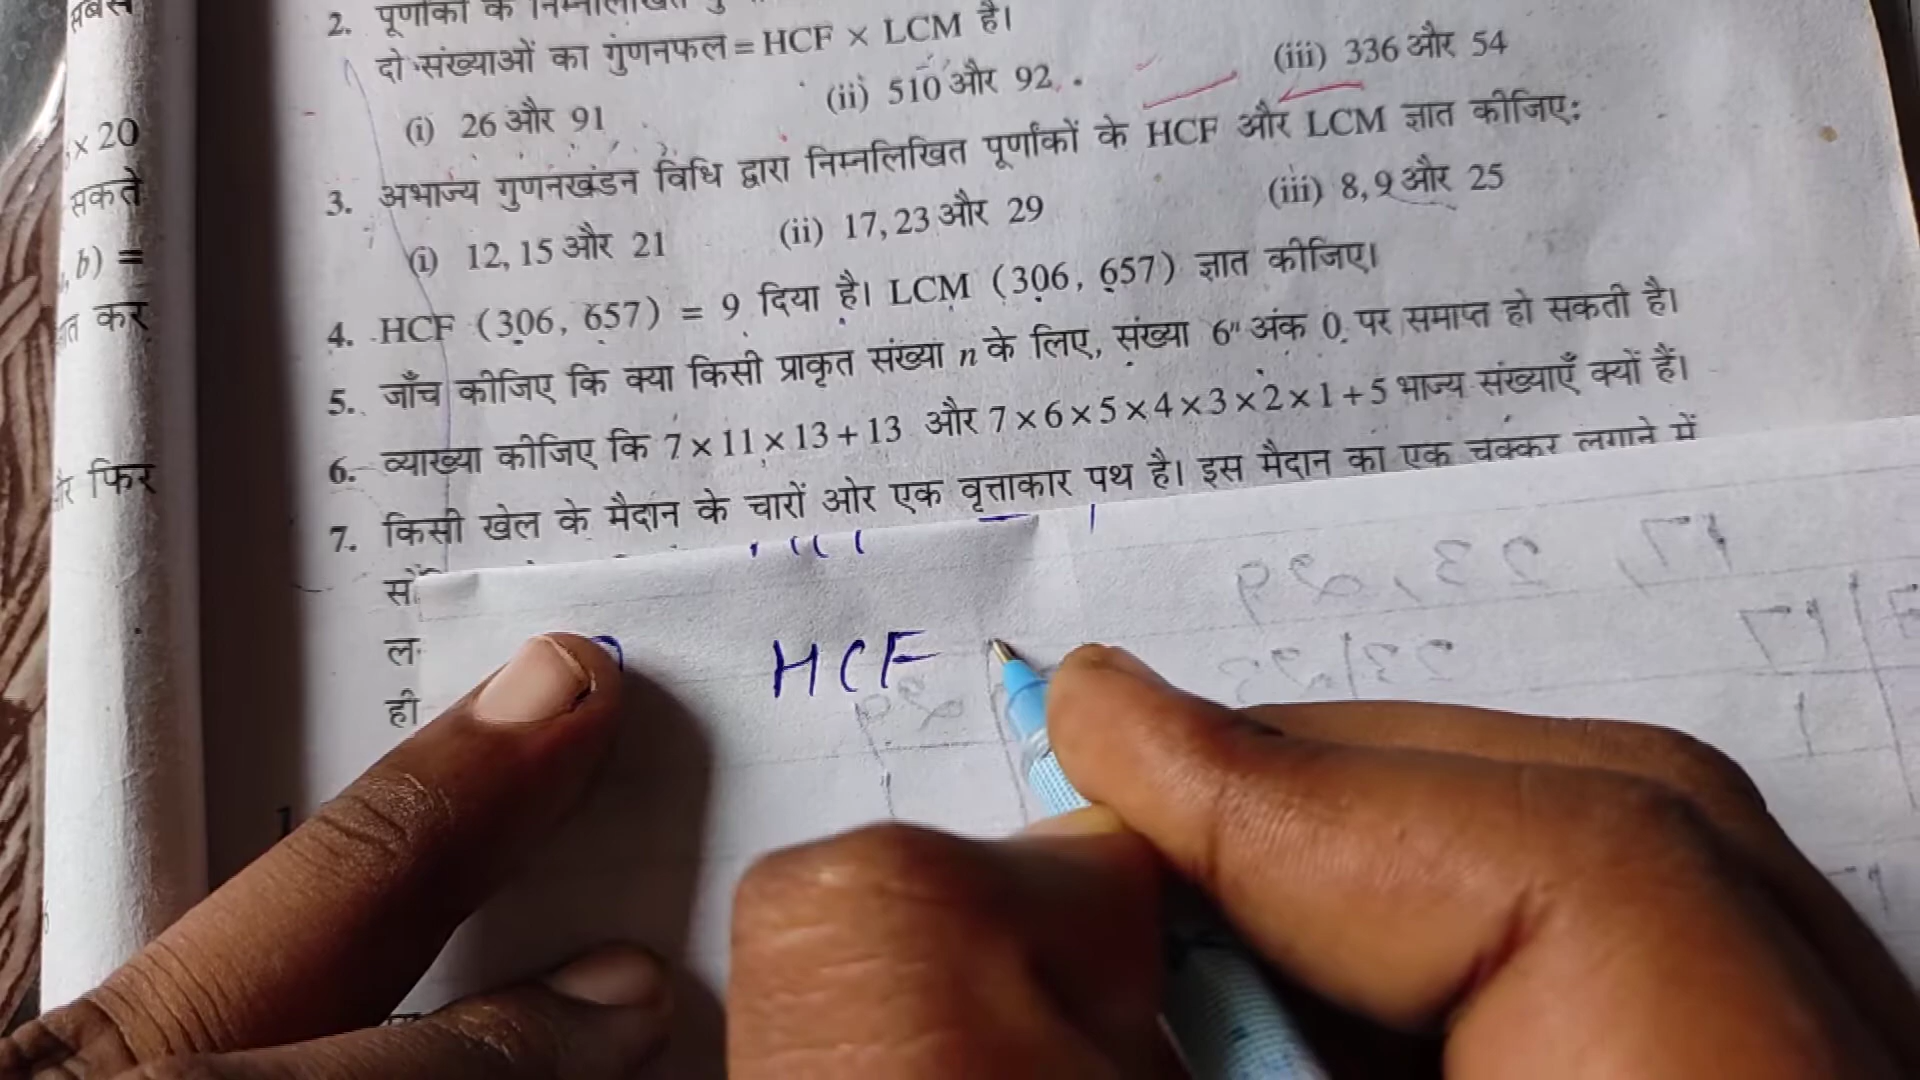 2. पूर्णांकों के निम्नलिखित
दो संख्याओं का गुणनफल = HCF × LCM है।
(i) 26 और 91 (ii) 510 और 92 (iii) 336 और 54
3. अभाज्य गुणनखंडन विधि द्वारा निम्नलिखित पूर्णांकों के HCF और LCM ज्ञात कीजिए:
(i) 12, 15 और 21 (ii) 17, 23 और 29 (iii) 8, 9 और 25
4. HCF (306, 657) = 9 दिया है। LCM (306, 657) ज्ञात कीजिए।
5. जाँच कीजिए कि क्या किसी प्राकृत संख्या n के लिए, संख्या 6ⁿ अंक 0 पर समाप्त हो सकती है।
6. व्याख्या कीजिए कि 7 × 11 × 13 + 13 और 7 × 6 × 5 × 4 × 3 × 2 × 1 + 5 भाज्य संख्याएँ क्यों हैं।
7. किसी खेल के मैदान के चारों ओर एक वृत्ताकार पथ है। इस मैदान का एक चक्कर लगाने में
ही
× 20
सकते
, b) =
कर
फिर
HCF